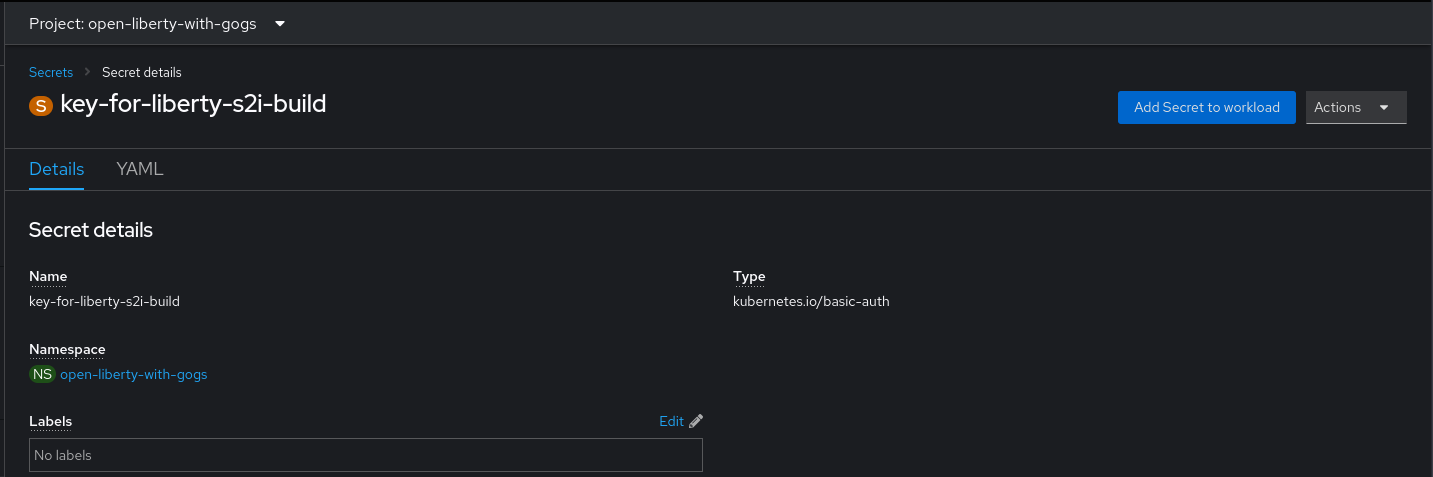 Project: open-liberty-with-gogs
Secrets Secret details
S key-for-liberty-s2i-build
Add Secret to workload Actions
Details YAML
Secret details
Name Type
key-for-liberty-s2i-build kubernetes.io/basic-auth
Namespace
NS open-liberty-with-gogs
Labels Edit
No labels